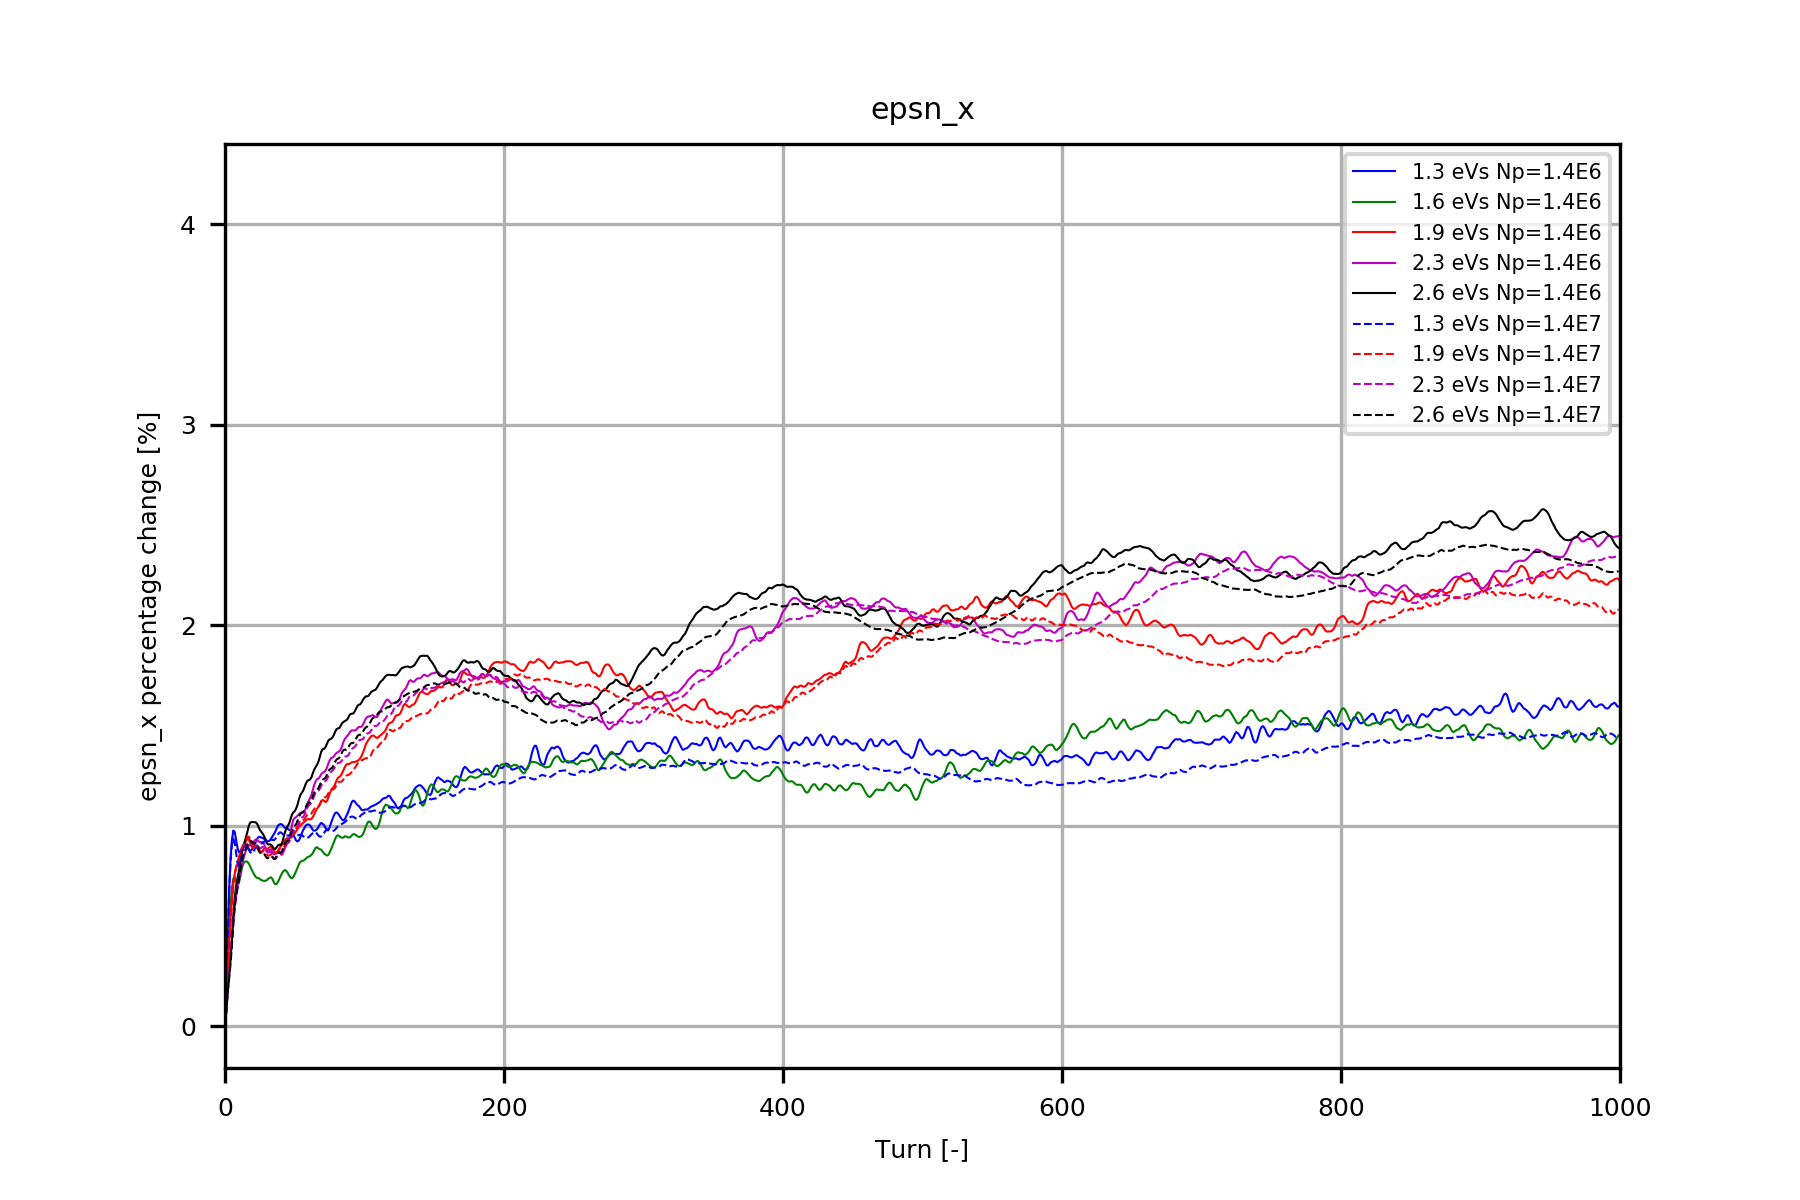 epsn_x
1.3 eVs Np=1.4E6
1.6 eVs Np=1.4E6
1.9 eVs Np=1.4E6
2.3 eVs Np=1.4E6
2.6 eVs Np=1.4E6
1.3 eVs Np=1.4E7
1.9 eVs Np=1.4E7
2.3 eVs Np=1.4E7
2.6 eVs Np=1.4E7
epsn_x percentage change [%]
4
3
2
1
0
0 200 400 600 800 1000
Turn [-]